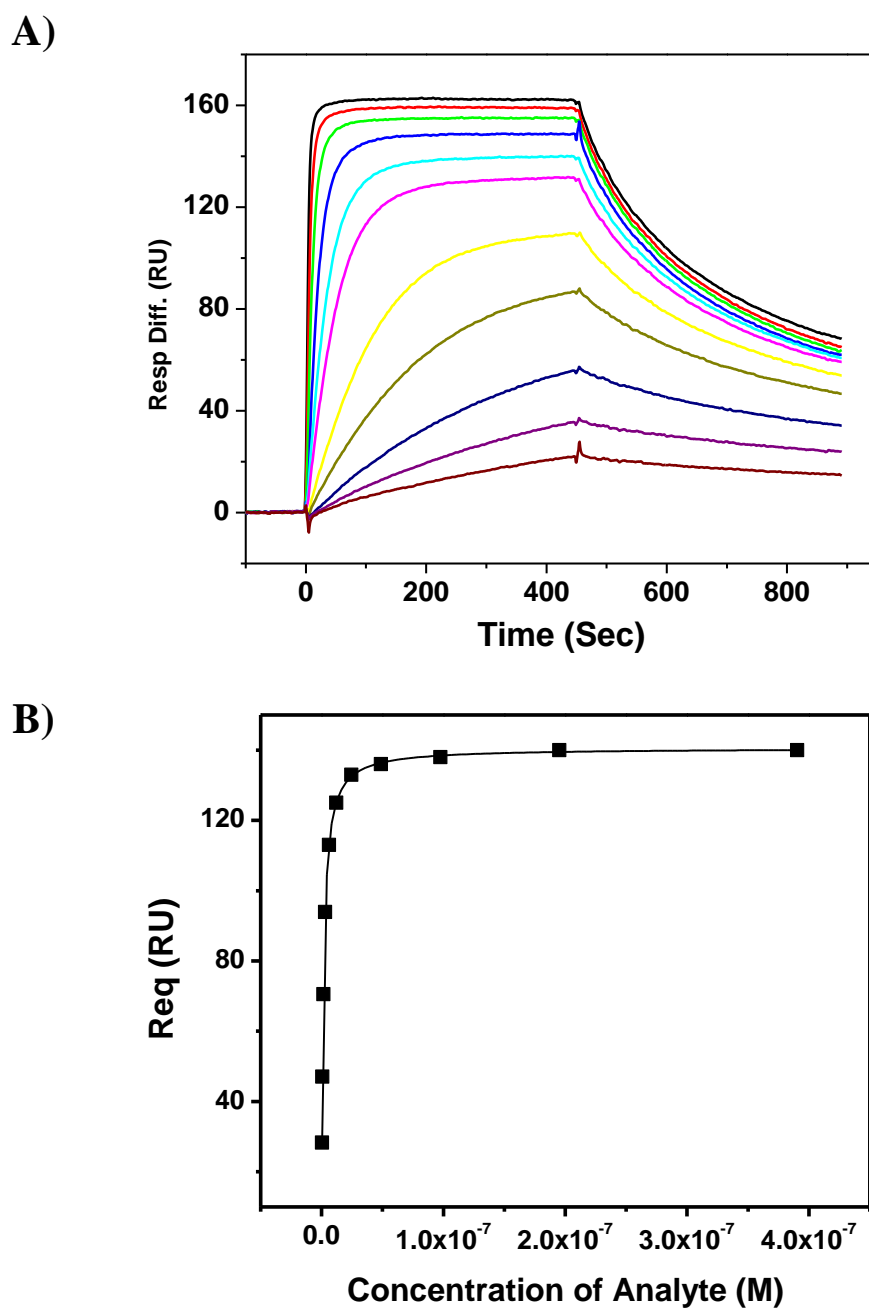 A)
Resp Diff. (RU)
160
120
80
40
0
0 200 400 600 800
Time (Sec)
B)
Req (RU)
120
80
40
0.0 1.0x10⁻⁷ 2.0x10⁻⁷ 3.0x10⁻⁷ 4.0x10⁻⁷
Concentration of Analyte (M)